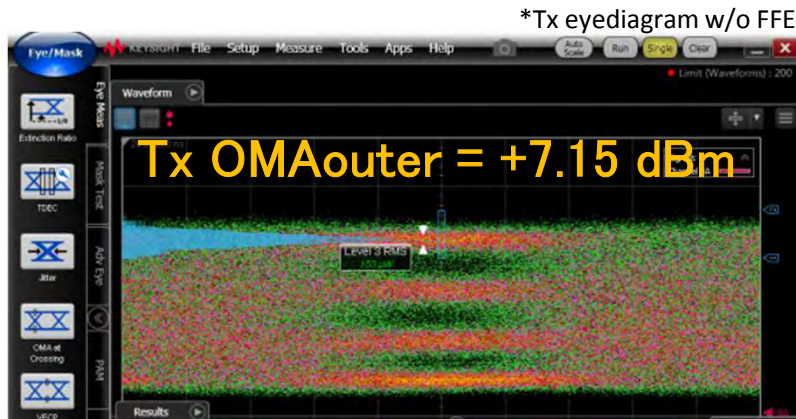 *Tx eyediagram w/o FFE
Eye/Mask
KEYSIGHT File Setup Measure Tools Apps Help
Auto Scale
Run
Single
Clear
Limit (Waveforms) : 200
Waveform
Eye Meas
Mask Test
Adv Eye
PAM
Extinction Ratio
TDEC
Jitter
OMA at
Crossing
VECP
Tx OMAouter = +7.15 dBm
Level 3 RMS
Results